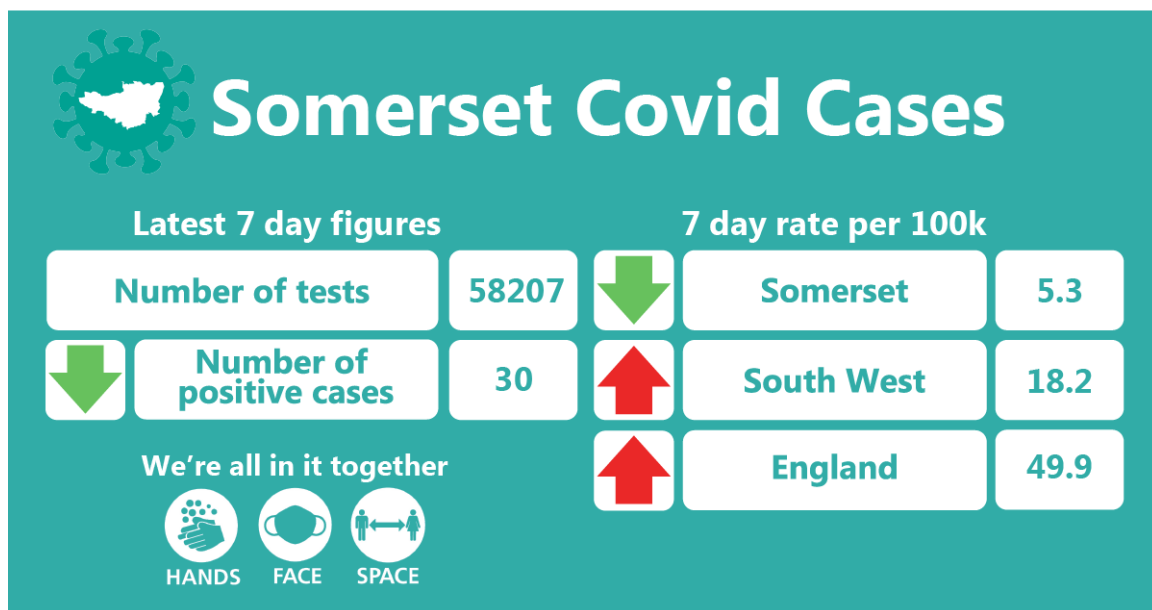 Somerset Covid Cases
Latest 7 day figures
Number of tests
58207
Number of
positive cases
30
7 day rate per 100k
Somerset
5.3
South West
18.2
England
49.9
We're all in it together
HANDS
FACE
SPACE